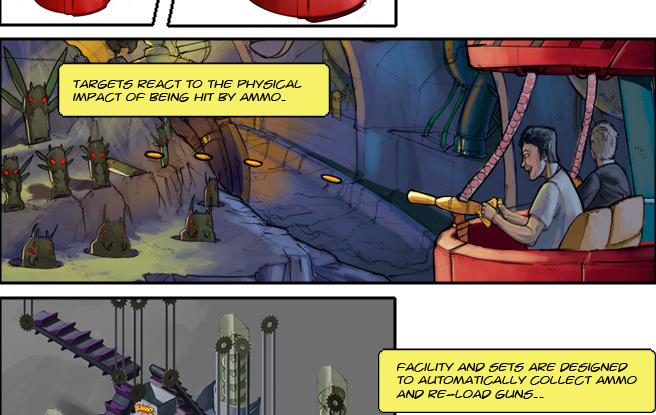 TARGETS REACT TO THE PHYSICAL
IMPACT OF BEING HIT BY AMMO.
FACILITY AND SETS ARE DESIGNED
TO AUTOMATICALLY COLLECT AMMO
AND RE-LOAD GUNS..